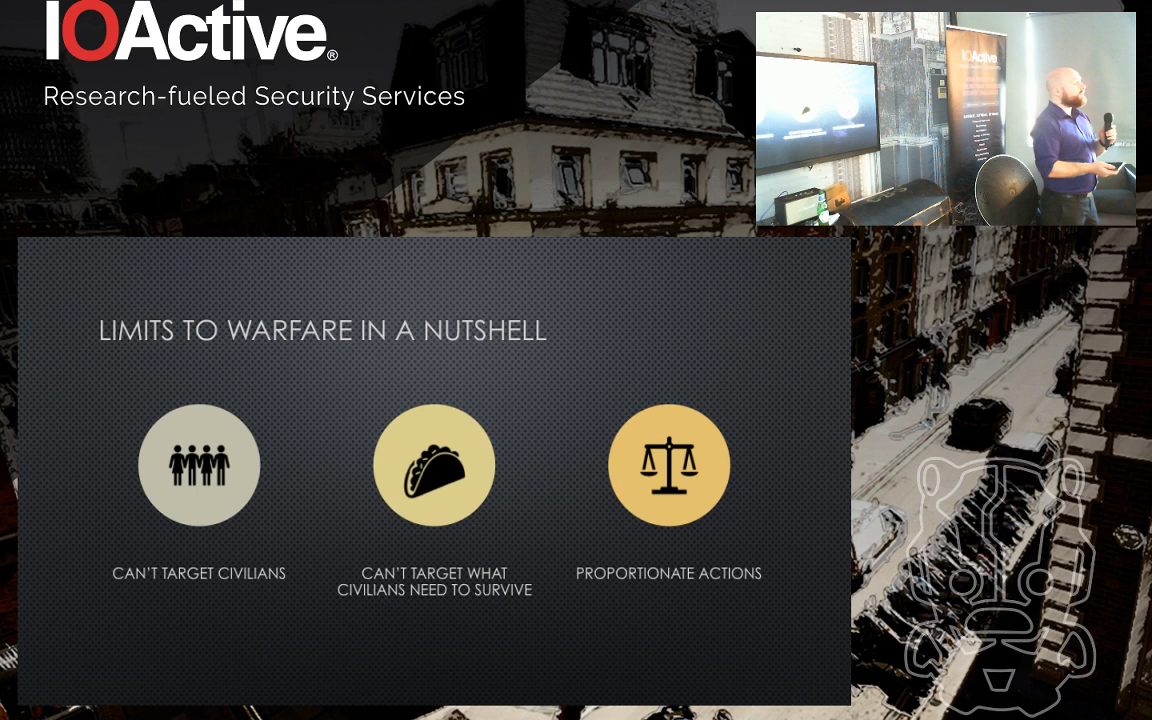 IOActive®
Research-fueled Security Services
IOActive
LIMITS TO WARFARE IN A NUTSHELL
CAN'T TARGET CIVILIANS
CAN'T TARGET WHAT
CIVILIANS NEED TO SURVIVE
PROPORTIONATE ACTIONS